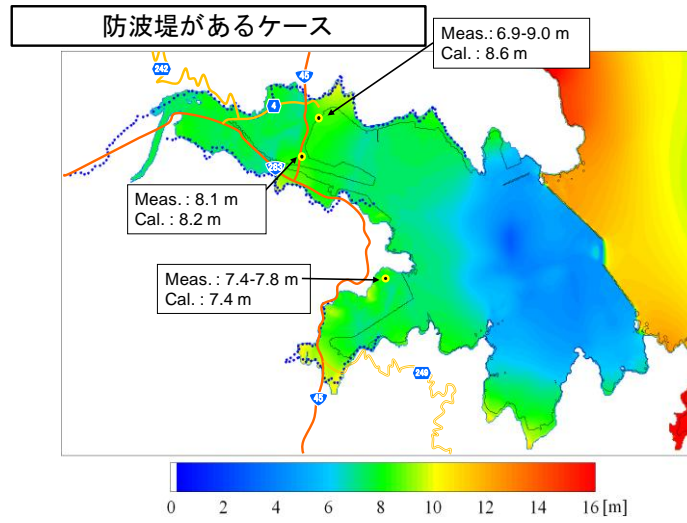 防波堤があるケース
Meas.: 6.9-9.0 m
Cal. : 8.6 m
242
45
4
283
Meas. : 8.1 m
Cal. : 8.2 m
Meas. : 7.4-7.8 m
Cal. : 7.4 m
249
45
0 2 4 6 8 10 12 14 16 [m]